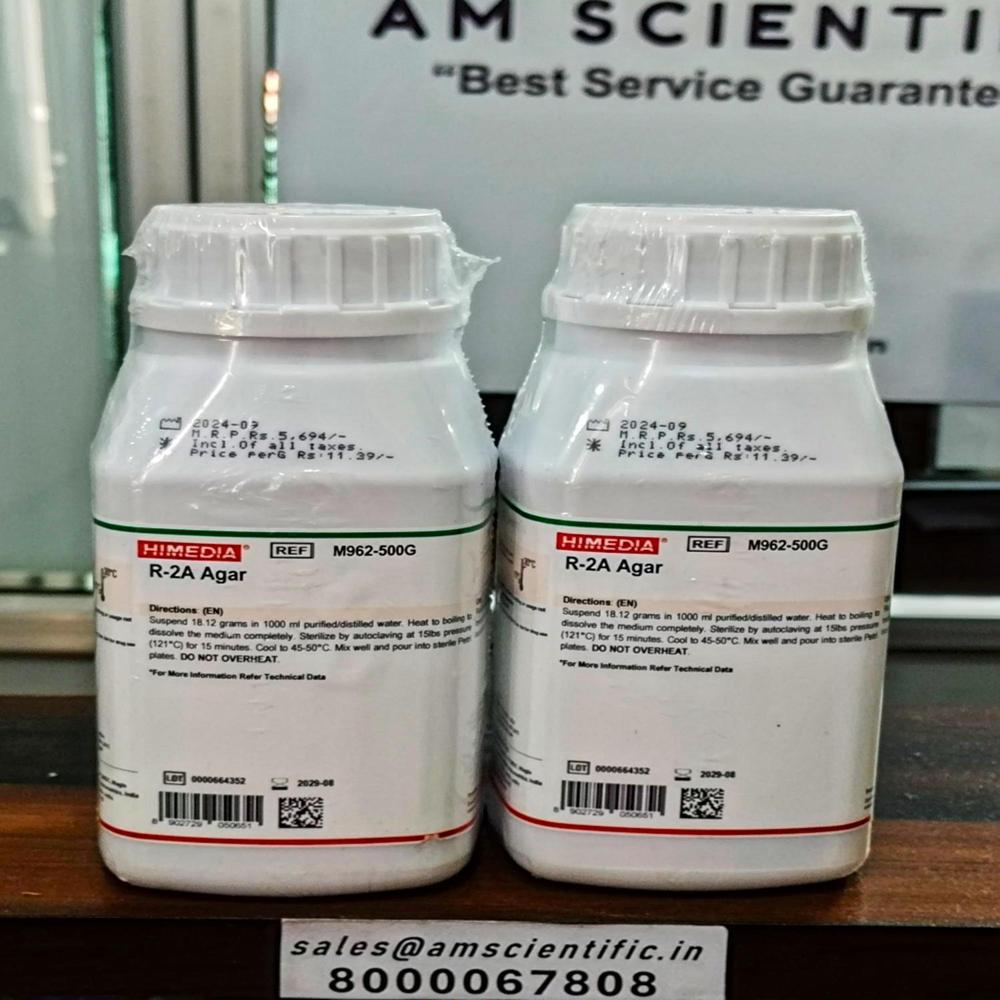 AM SCIENTI
"Best Service Guarante
2024-09
M.R.P.Rs.5,694/-
Incl.Of all taxes.
Price perG Rs:11.39/-
HIMEDIA® REF M962-500G
R-2A Agar
Directions: (EN)
Suspend 18.12 grams in 1000 ml purified/distilled water. Heat to boiling to
dissolve the medium completely. Sterilize by autoclaving at 15lbs pressure
(121°C) for 15 minutes. Cool to 45-50°C. Mix well and pour into sterile Petri
plates. DO NOT OVERHEAT.
*For More Information Refer Technical Data
LOT 0000664352 2029-08
8 902729 050651
2024-09
M.R.P.Rs.5,694/-
Incl.Of all taxes.
Price perG Rs:11.39/-
HIMEDIA® REF M962-500G
R-2A Agar
Directions: (EN)
Suspend 18.12 grams in 1000 ml purified/distilled water. Heat to boiling to
dissolve the medium completely. Sterilize by autoclaving at 15lbs pressure
(121°C) for 15 minutes. Cool to 45-50°C. Mix well and pour into sterile Petri
plates. DO NOT OVERHEAT.
*For More Information Refer Technical Data
LOT 0000664352 2029-08
8 902729 050651
sales@amscientific.in
8000067808